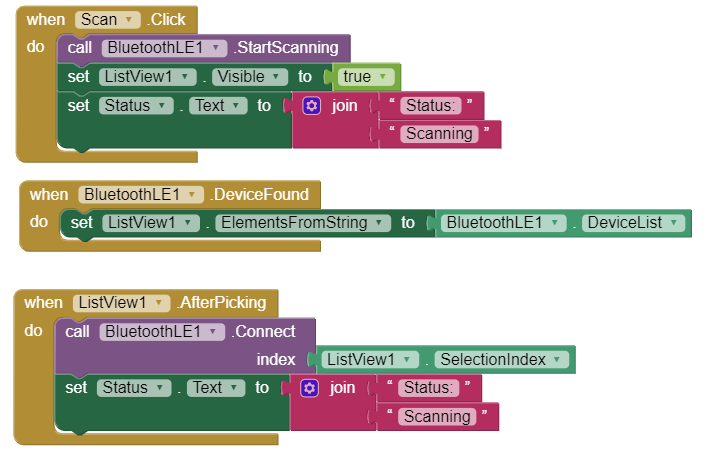 when Scan .Click
do call BluetoothLE1 .StartScanning
set ListView1 . Visible to true
set Status . Text to join “ Status: ”
“ Scanning ”
when BluetoothLE1 .DeviceFound
do set ListView1 . ElementsFromString to BluetoothLE1 . DeviceList
when ListView1 .AfterPicking
do call BluetoothLE1 .Connect
index ListView1 . SelectionIndex
set Status . Text to join “ Status: ”
“ Scanning ”